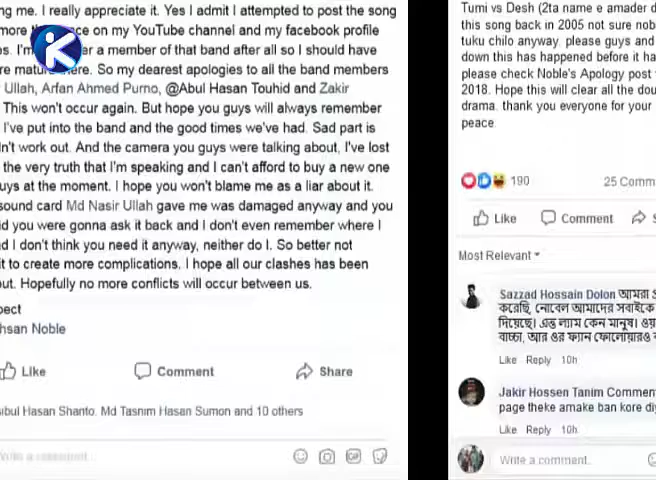 ng me. I really appreciate it. Yes I admit I attempted to post the song
more on my YouTube channel and my facebook profile
es. I'm a member of that band after all so I should have
re here. So my dearest apologies to all the band members
Ullah, Arfan Ahmed Purno, @Abul Hasan Touhid and Zakir
This won't occur again. But hope you guys will always remember
I've put into the band and the good times we've had. Sad part is
n't work out. And the camera you guys were talking about, I've lost
the very truth that I'm speaking and I can't afford to buy a new one
uys at the moment. I hope you won't blame me as a liar about it.
sound card Md Nasir Ullah gave me was damaged anyway and you
id you were gonna ask it back and I don't even remember where I
d I don't think you need it anyway, neither do I. So better not
it to create more complications. I hope all our clashes has been
out. Hopefully no more conflicts will occur between us.
pect
hsan Noble
Like Comment Share
sibul Hasan Shanto, Md Tasnim Hasan Sumon and 10 others
Write a comment...
Tumi vs Desh (2ta name e amader d
this song back in 2005 not sure nob
tuku chilo anyway. please guys and
down this has happened before it ha
please check Noble's Apology post
2018. Hope this will clear all the dou
drama. thank you everyone for your
peace
190 25 Comm
Like Comment S
Most Relevant
Sazzad Hossain Dolon আমরা
করেছি, নোবেল আমাদের সবাইকে
দিয়েছে। এত ল্যাম কেন মানুষ। ওয়
বাচ্চা, আর ওর ফ্যান ফেলোয়ারও
Like Reply 10h
Jakir Hossen Tanim Commen
page theke amake ban kore di
Like Reply 10h
Write a comment...